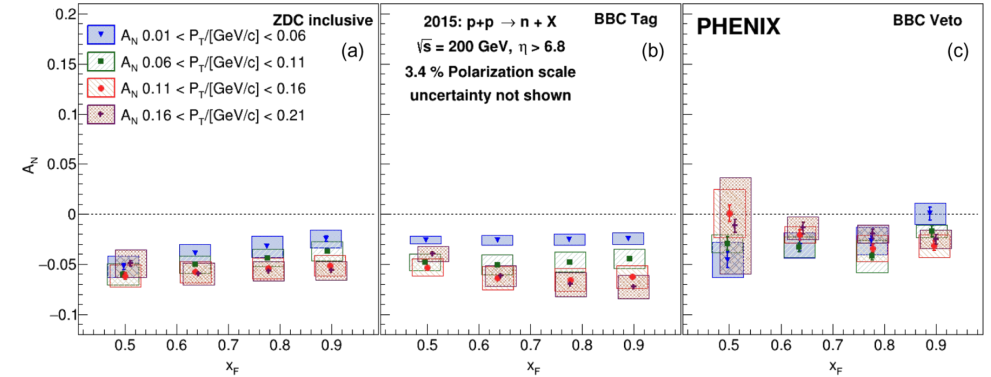 ZDC inclusive
(a)
A_N 0.01 < P_T/[GeV/c] < 0.06
A_N 0.06 < P_T/[GeV/c] < 0.11
A_N 0.11 < P_T/[GeV/c] < 0.16
A_N 0.16 < P_T/[GeV/c] < 0.21
2015: p+p → n + X
BBC Tag
√s = 200 GeV, η > 6.8
(b)
3.4 % Polarization scale
uncertainty not shown
PHENIX
BBC Veto
(c)
A_N
0.2
0.15
0.1
0.05
0
−0.05
−0.1
0.5 0.6 0.7 0.8 0.9
x_F
0.5 0.6 0.7 0.8 0.9
x_F
0.5 0.6 0.7 0.8 0.9
x_F